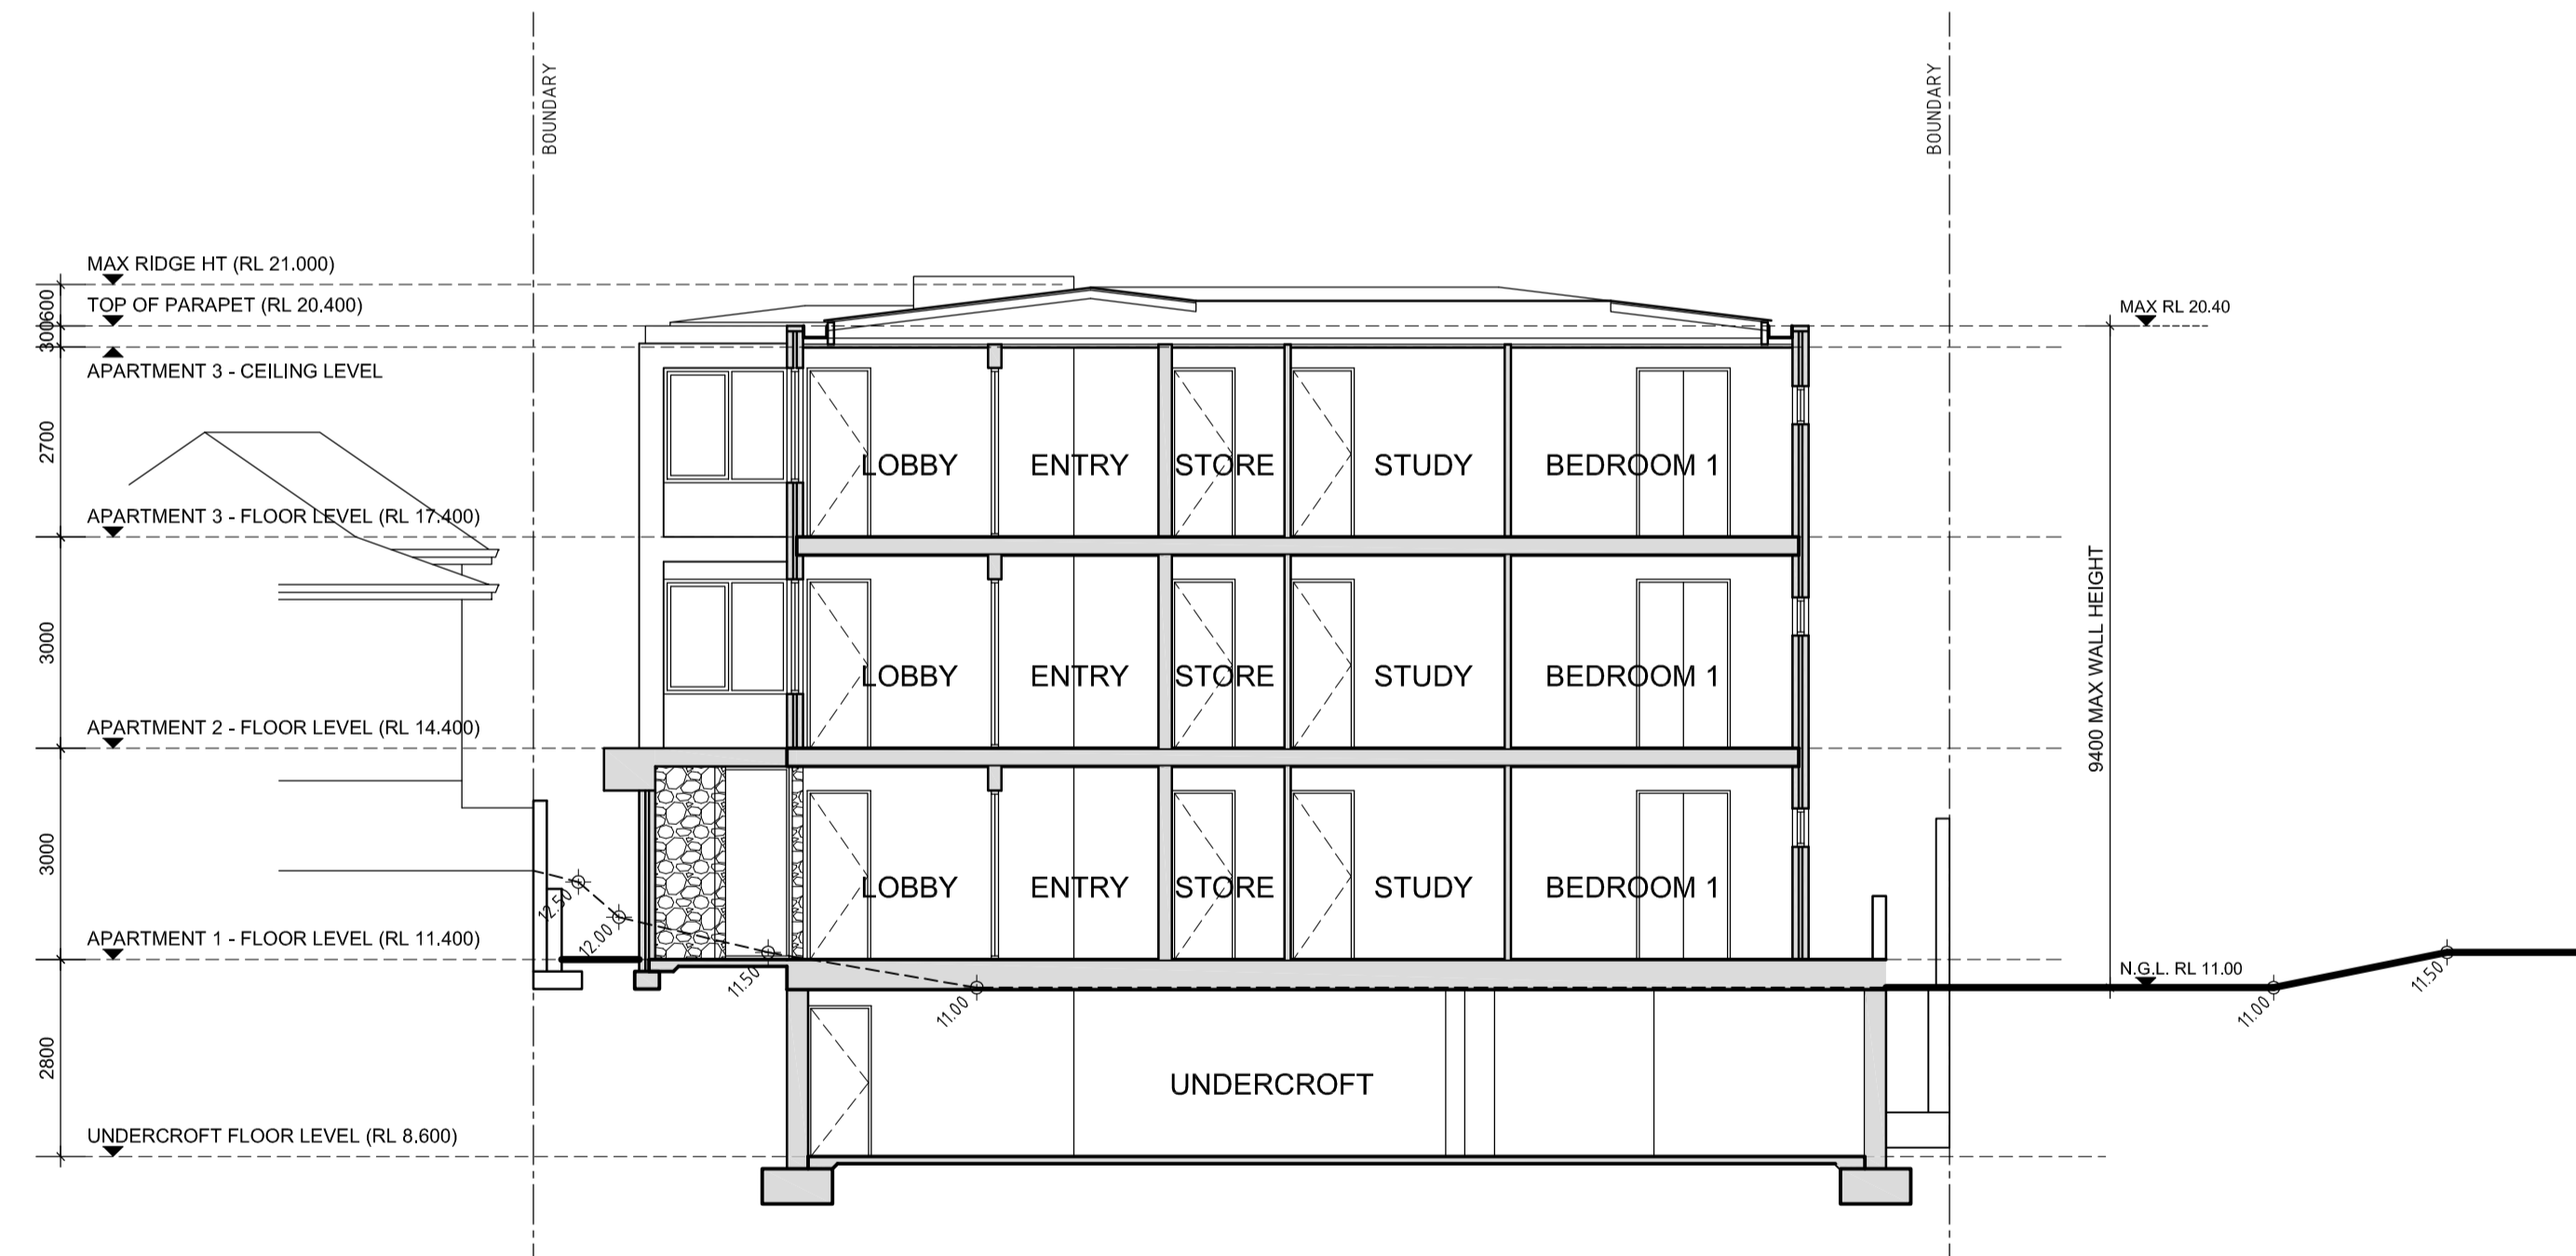 BOUNDARY
BOUNDARY
MAX RIDGE HT (RL 21.000)
600
TOP OF PARAPET (RL 20.400)
MAX RL 20.40
300
APARTMENT 3 - CEILING LEVEL
2700
LOBBY ENTRY STORE STUDY BEDROOM 1
APARTMENT 3 - FLOOR LEVEL (RL 17.400)
3000
LOBBY ENTRY STORE STUDY BEDROOM 1
9400 MAX WALL HEIGHT
APARTMENT 2 - FLOOR LEVEL (RL 14.400)
3000
LOBBY ENTRY STORE STUDY BEDROOM 1
12.50
12.00
APARTMENT 1 - FLOOR LEVEL (RL 11.400)
11.50
11.00
N.G.L. RL 11.00
11.00
11.50
2800
UNDERCROFT
UNDERCROFT FLOOR LEVEL (RL 8.600)